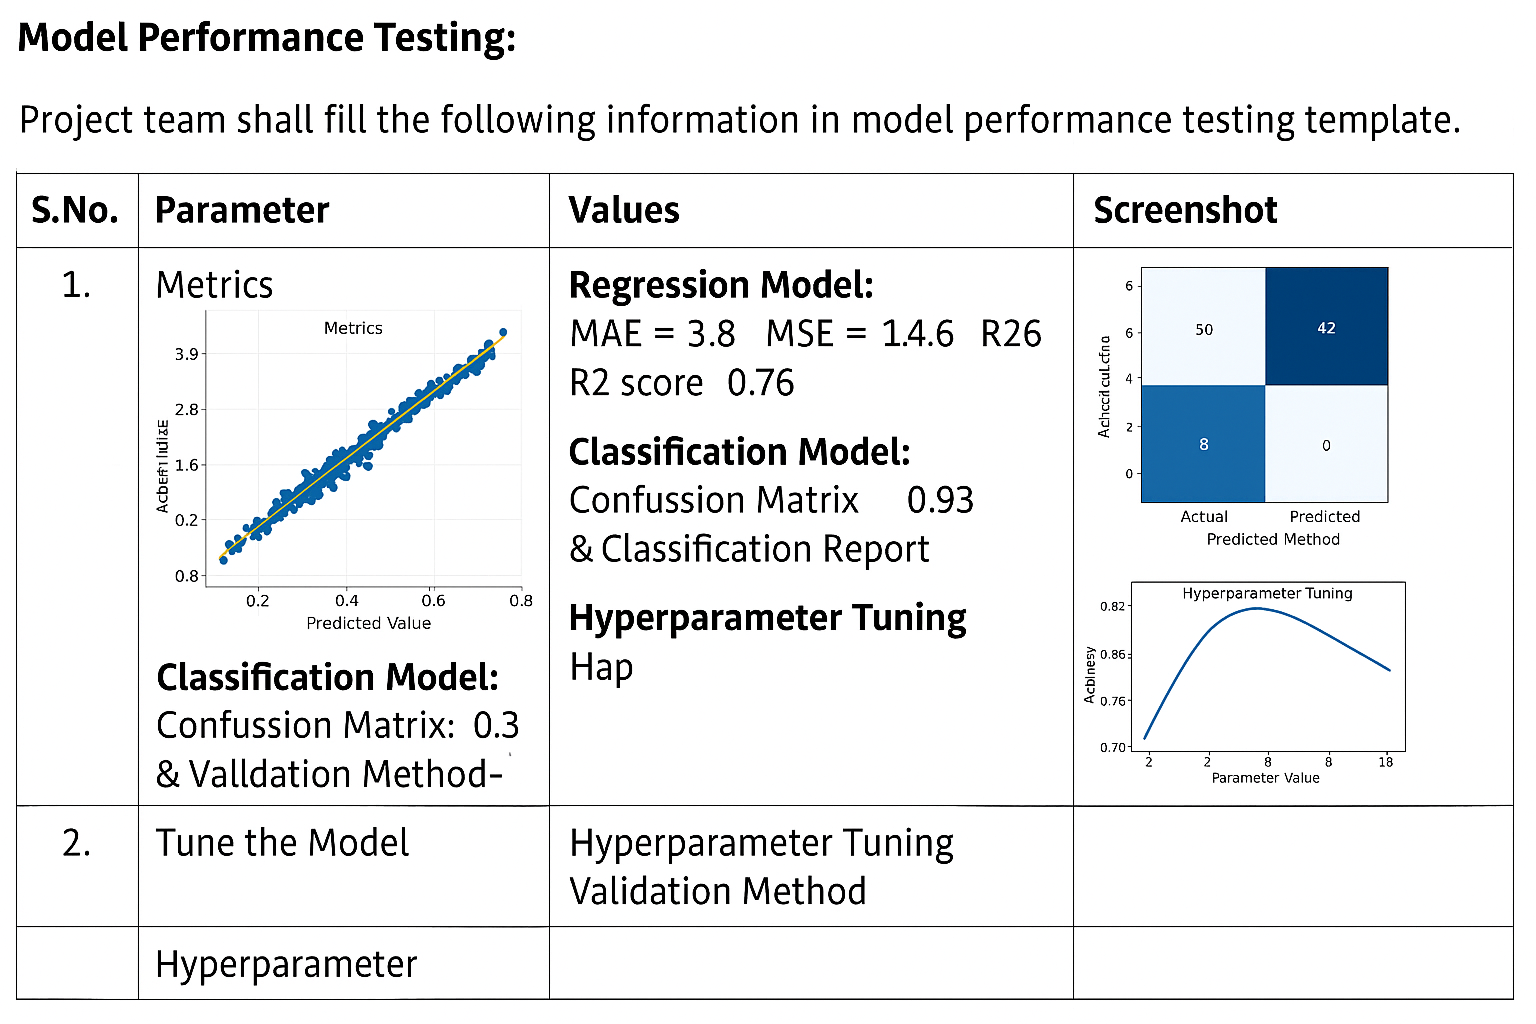 Model Performance Testing:
Project team shall fill the following information in model performance testing template.
S.No. Parameter Values Screenshot
1.
Metrics
Metrics
3.9
2.8
1.6
0.2
0.8
0.2 0.4 0.6 0.8
Predicted Value
Classification Model:
Confussion Matrix: 0.3
& Valldation Method-
Regression Model:
MAE = 3.8 MSE = 1.4.6 R26
R2 score 0.76
Classification Model:
Confussion Matrix 0.93
& Classification Report
Hyperparameter Tuning
Hap
6
6
4
2
0
50 42
8 0
Actual Predicted
Predicted Method
Hyperparameter Tuning
0.82
0.86
0.76
0.70
Acblnesy
2 2 8 8 18
Parameter Value
2. Tune the Model
Hyperparameter Tuning
Validation Method
Hyperparameter